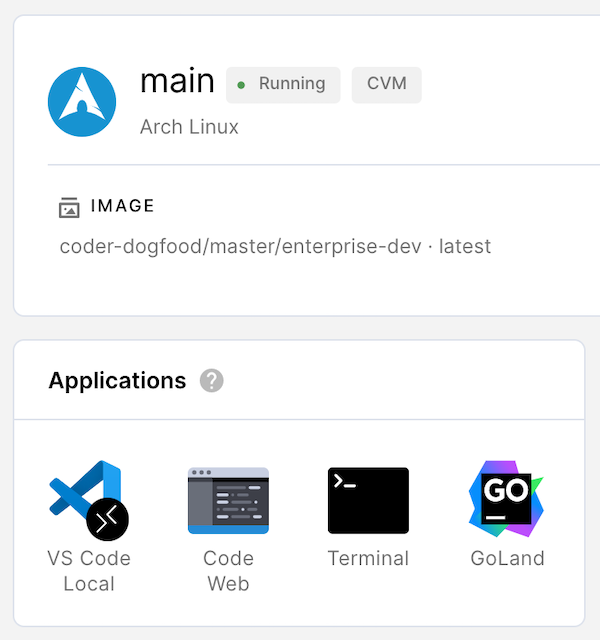 main
Running
CVM
Arch Linux
IMAGE
coder-dogfood/master/enterprise-dev · latest
Applications
?
VS Code
Local
Code
Web
Terminal
GO
GoLand